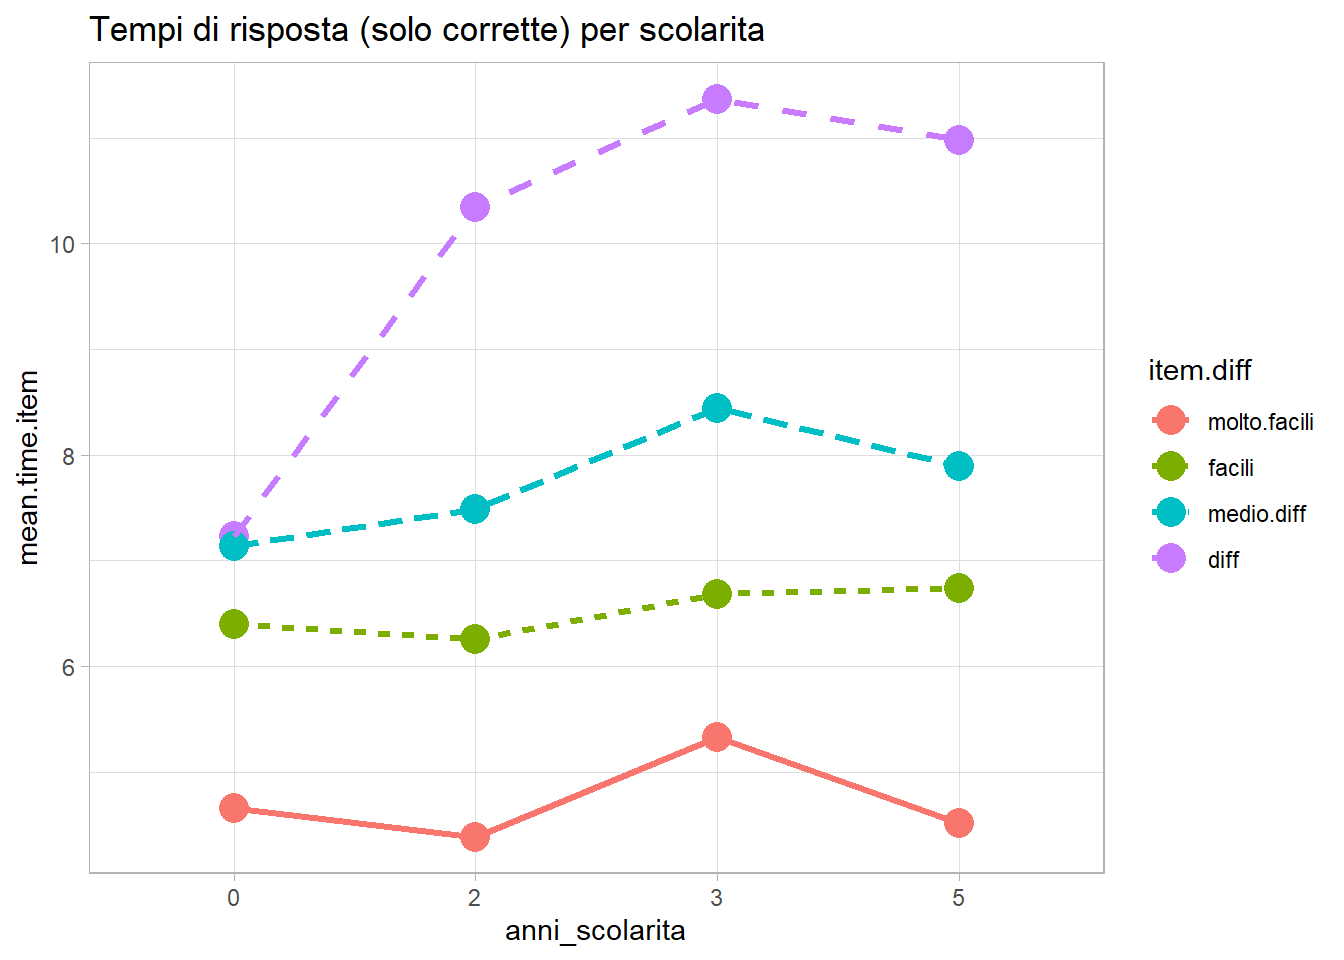 Tempi di risposta (solo corrette) per scolarita
mean.time.item
10
8
6
0
2
3
5
anni_scolarita
item.diff
molto.facili
facili
medio.diff
diff